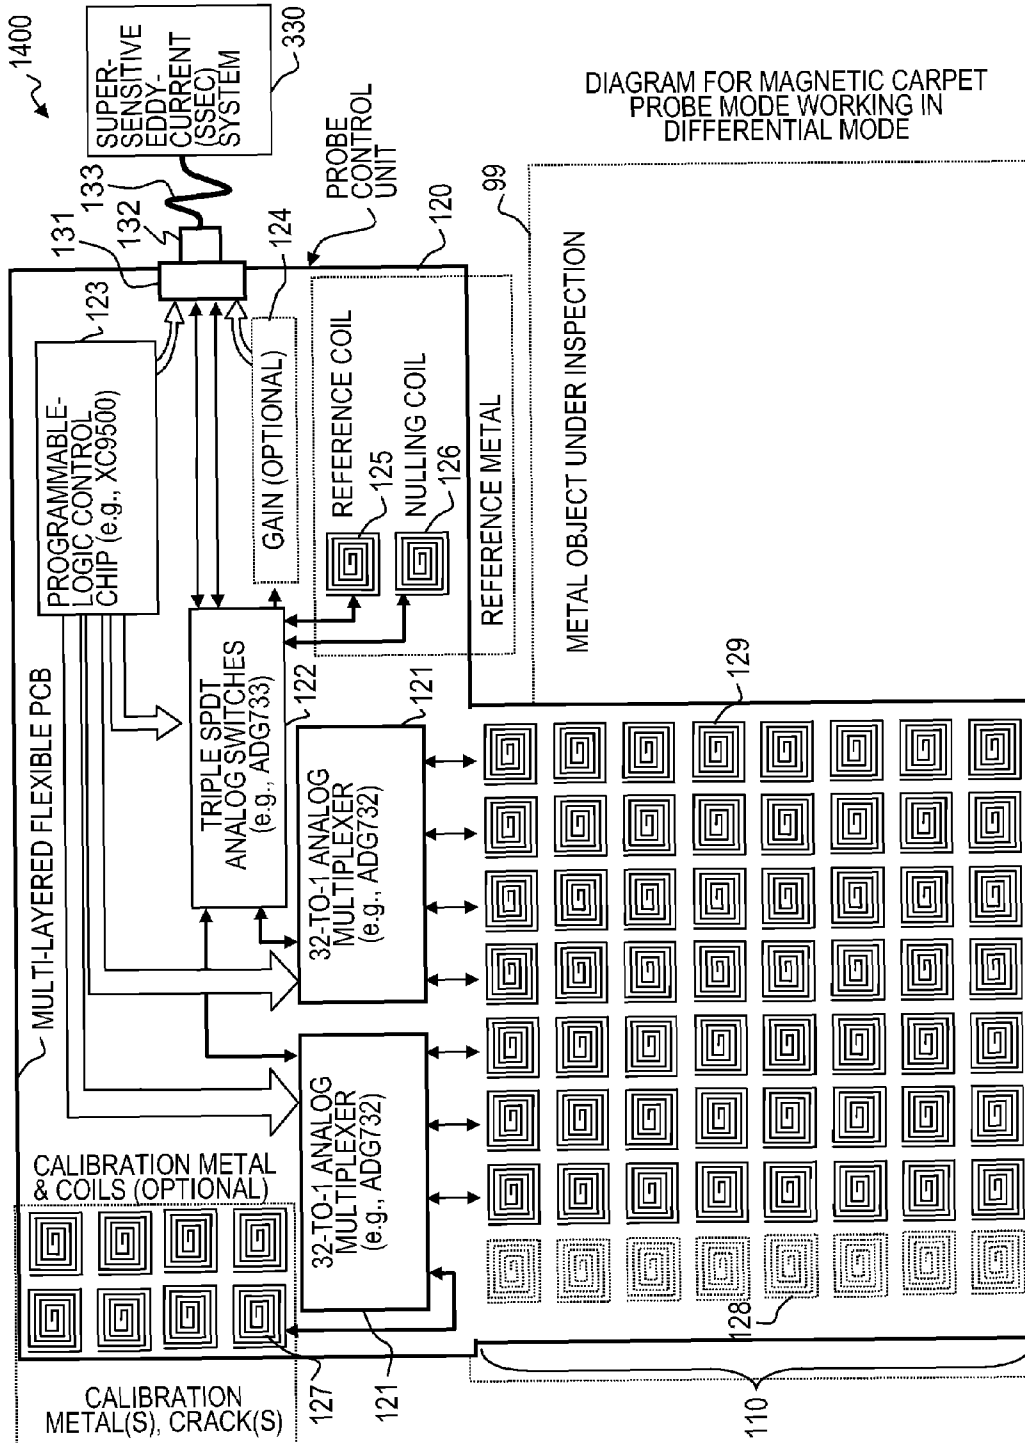 1400
SUPER-
SENSITIVE
EDDY-
CURRENT
(SSEC)
SYSTEM
330
133
132
131
PROBE
CONTROL
UNIT
124
120
123
PROGRAMMABLE-
LOGIC CONTROL
CHIP (e.g., XC9500)
GAIN (OPTIONAL)
REFERENCE COIL
125
NULLING COIL
126
REFERENCE METAL
MULTI-LAYERED FLEXIBLE PCB
TRIPLE SPDT
ANALOG SWITCHES
(e.g., ADG733)
122
121
32-TO-1 ANALOG
MULTIPLEXER
(e.g., ADG732)
32-TO-1 ANALOG
MULTIPLEXER
(e.g., ADG732)
121
CALIBRATION METAL
& COILS (OPTIONAL)
127
CALIBRATION
METAL(S), CRACK(S)
DIAGRAM FOR MAGNETIC CARPET
PROBE MODE WORKING IN
DIFFERENTIAL MODE
99
METAL OBJECT UNDER INSPECTION
129
128
110